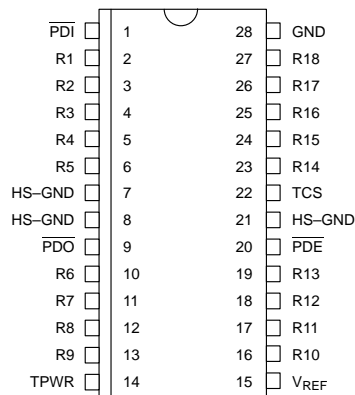 PDI 1 28 GND
R1 2 27 R18
R2 3 26 R17
R3 4 25 R16
R4 5 24 R15
R5 6 23 R14
HS–GND 7 22 TCS
HS–GND 8 21 HS–GND
PDO 9 20 PDE
R6 10 19 R13
R7 11 18 R12
R8 12 17 R11
R9 13 16 R10
TPWR 14 15 VREF